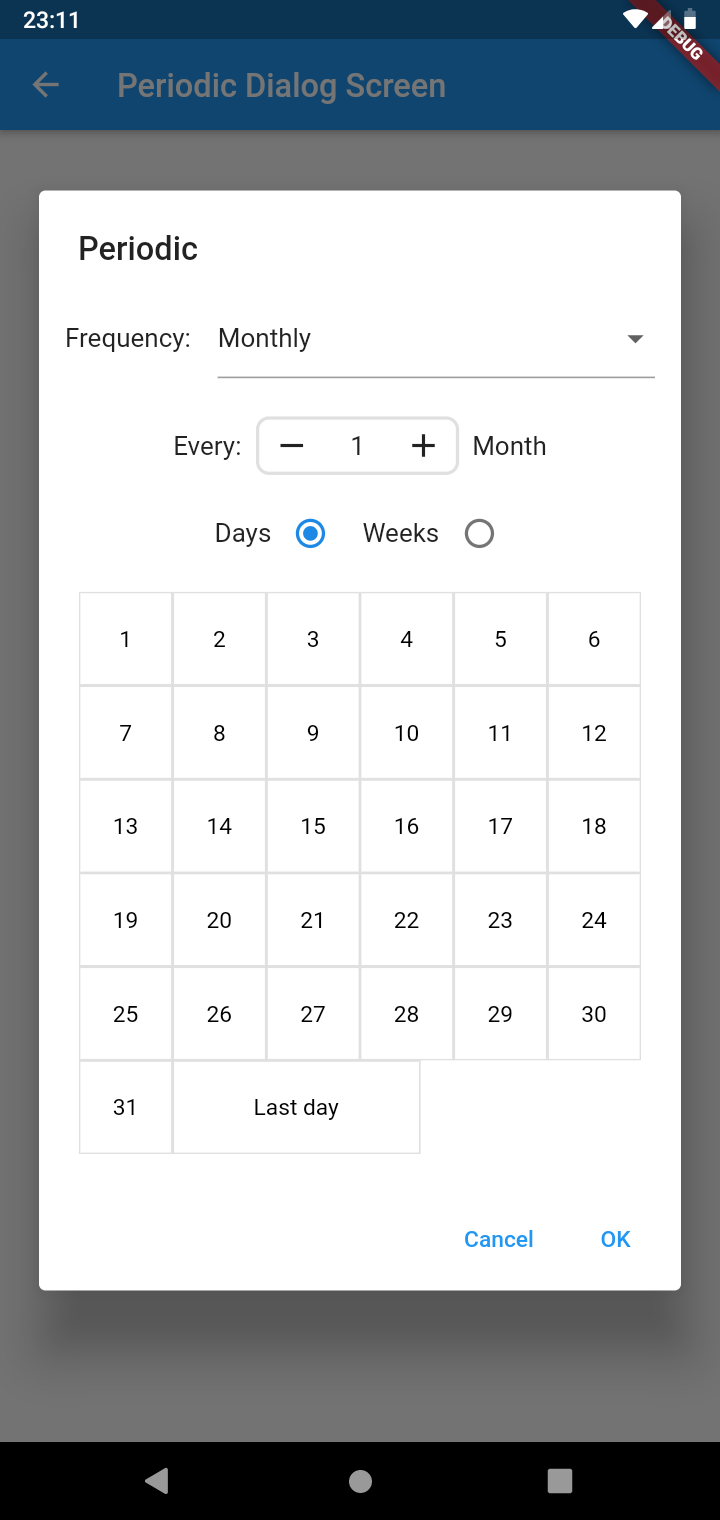 23:11
DEBUG
Periodic Dialog Screen
Periodic
Frequency: Monthly
Every: 1 Month
Days Weeks
1 2 3 4 5 6
7 8 9 10 11 12
13 14 15 16 17 18
19 20 21 22 23 24
25 26 27 28 29 30
31 Last day
Cancel OK